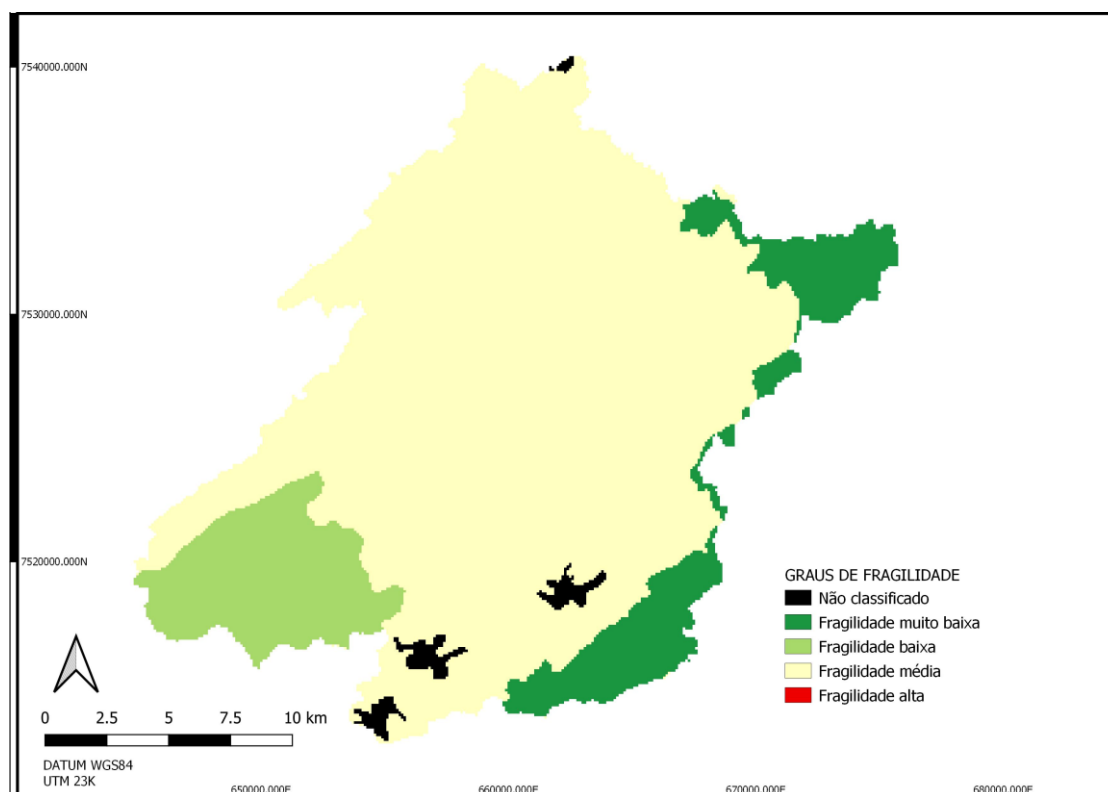 7540000.000N
7530000.000N
7520000.000N
GRAUS DE FRAGILIDADE
Não classificado
Fragilidade muito baixa
Fragilidade baixa
Fragilidade média
Fragilidade alta
0 2.5 5 7.5 10 km
DATUM WGS84
UTM 23K
650000.000E 660000.000E 670000.000E 680000.000E